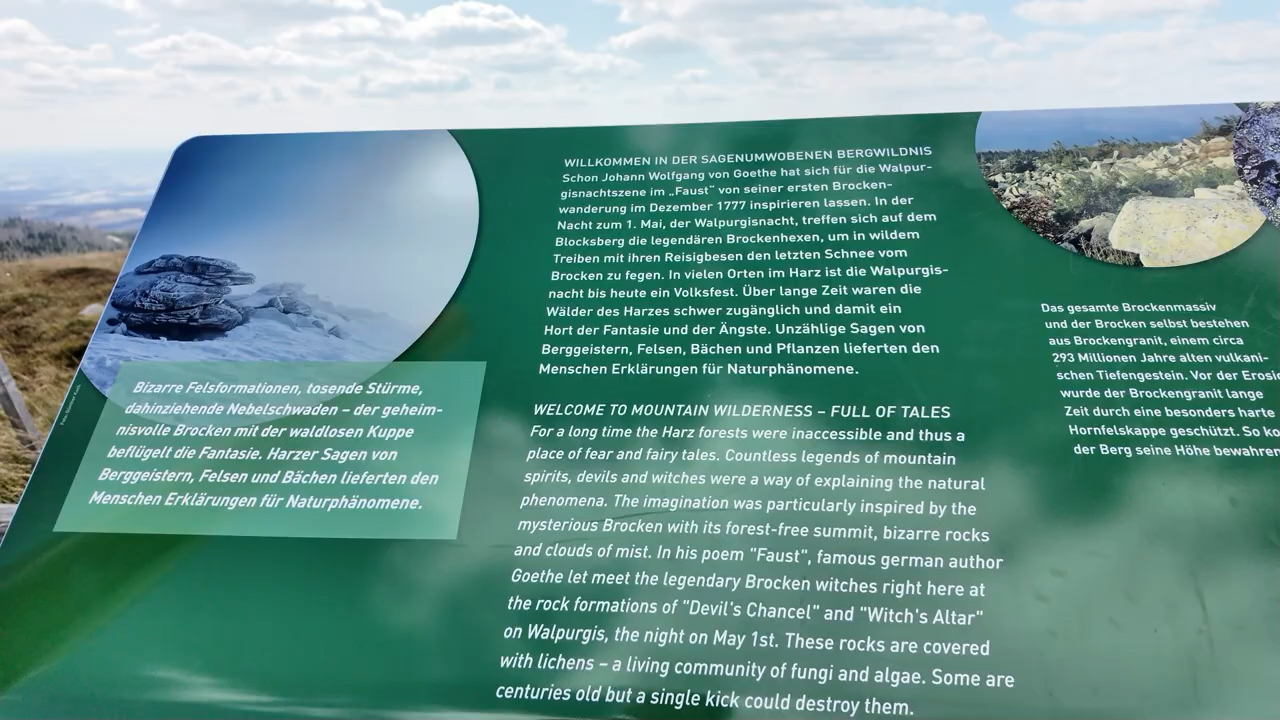 Bizarre Felsformationen, tosende Stürme,
dahinziehende Nebelschwaden – der geheim-
nisvolle Brocken mit der waldlosen Kuppe
beflügelt die Fantasie. Harzer Sagen von
Berggeistern, Felsen und Bächen lieferten den
Menschen Erklärungen für Naturphänomene.
WILLKOMMEN IN DER SAGENUMWOBENEN BERGWILDNIS
Schon Johann Wolfgang von Goethe hat sich für die Walpur-
gisnachtszene im „Faust“ von seiner ersten Brocken-
wanderung im Dezember 1777 inspirieren lassen. In der
Nacht zum 1. Mai, der Walpurgisnacht, treffen sich auf dem
Blocksberg die legendären Brockenhexen, um in wildem
Treiben mit ihren Reisigbesen den letzten Schnee vom
Brocken zu fegen. In vielen Orten im Harz ist die Walpurgis-
nacht bis heute ein Volksfest. Über lange Zeit waren die
Wälder des Harzes schwer zugänglich und damit ein
Hort der Fantasie und der Ängste. Unzählige Sagen von
Berggeistern, Felsen, Bächen und Pflanzen lieferten den
Menschen Erklärungen für Naturphänomene.
WELCOME TO MOUNTAIN WILDERNESS – FULL OF TALES
For a long time the Harz forests were inaccessible and thus a
place of fear and fairy tales. Countless legends of mountain
spirits, devils and witches were a way of explaining the natural
phenomena. The imagination was particularly inspired by the
mysterious Brocken with its forest-free summit, bizarre rocks
and clouds of mist. In his poem "Faust", famous german author
Goethe let meet the legendary Brocken witches right here at
the rock formations of "Devil's Chancel" and "Witch's Altar"
on Walpurgis, the night on May 1st. These rocks are covered
with lichens – a living community of fungi and algae. Some are
centuries old but a single kick could destroy them.
Das gesamte Brockenmassiv
und der Brocken selbst bestehen
aus Brockengranit, einem circa
293 Millionen Jahre alten vulkani-
schen Tiefengestein. Vor der Erosi
wurde der Brockengranit lange
Zeit durch eine besonders harte
Hornfelskappe geschützt. So ko
der Berg seine Höhe bewahren